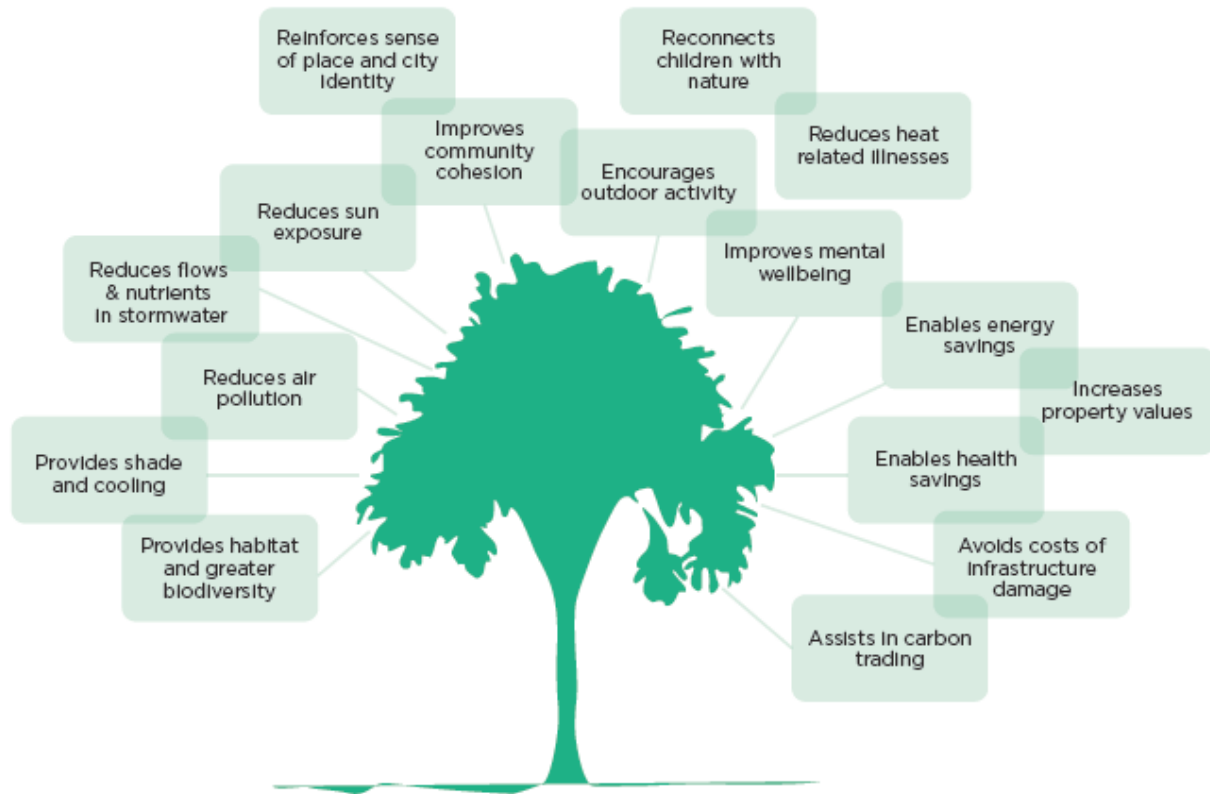 Reinforces sense
of place and city
identity
Reconnects
children with
nature
Improves
community
cohesion
Reduces heat
related illnesses
Encourages
outdoor activity
Reduces sun
exposure
Improves mental
wellbeing
Reduces flows
& nutrients
in stormwater
Enables energy
savings
Reduces air
pollution
Increases
property values
Provides shade
and cooling
Enables health
savings
Provides habitat
and greater
biodiversity
Avoids costs of
infrastructure
damage
Assists in carbon
trading